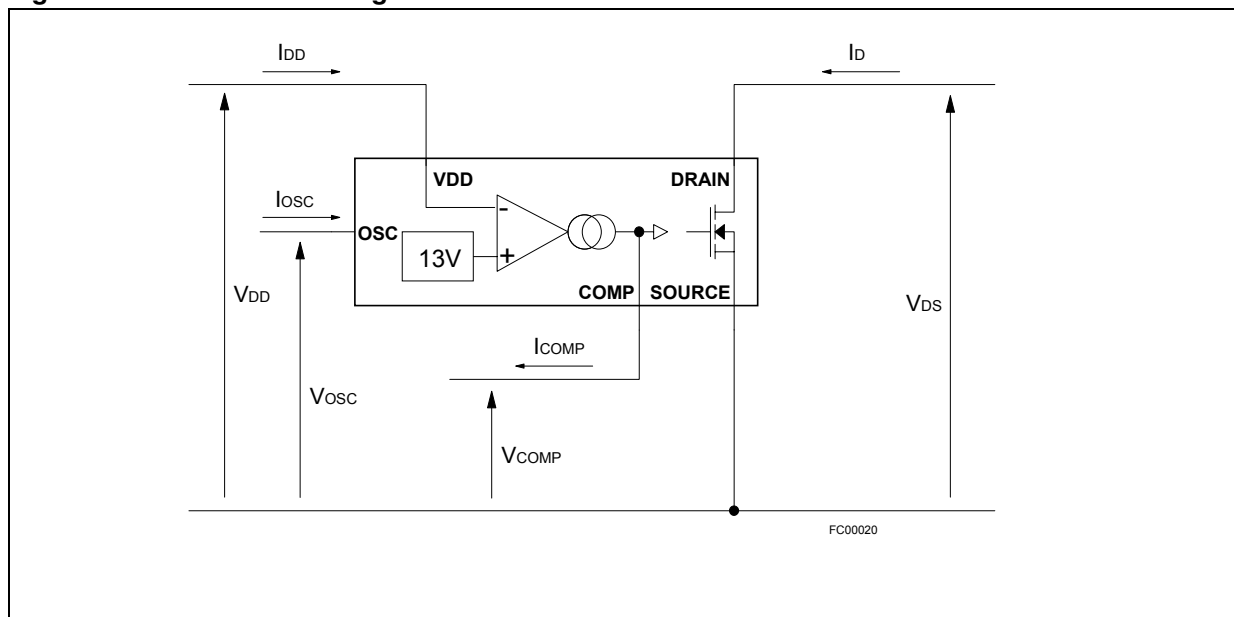 IDD
ID
VDD
DRAIN
IOSC
-
OSC
13V
+
COMP
SOURCE
VDD
VDS
ICOMP
VOSC
VCOMP
FC00020